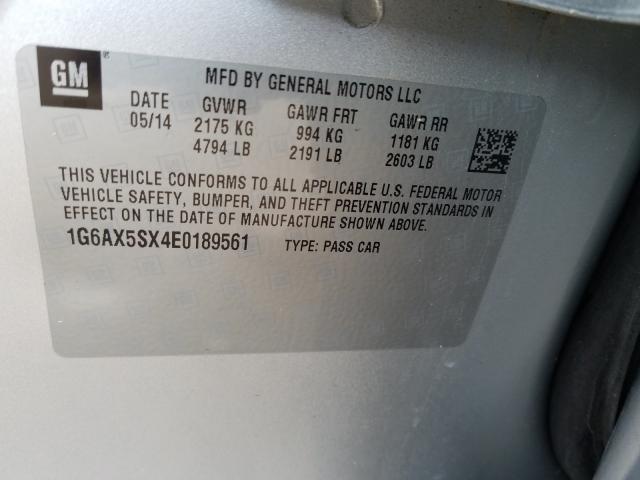 GM
MFD BY GENERAL MOTORS LLC
DATE GVWR GAWR FRT GAWR RR
05/14 2175 KG 994 KG 1181 KG
4794 LB 2191 LB 2603 LB
THIS VEHICLE CONFORMS TO ALL APPLICABLE U.S. FEDERAL MOTOR
VEHICLE SAFETY, BUMPER, AND THEFT PREVENTION STANDARDS IN
EFFECT ON THE DATE OF MANUFACTURE SHOWN ABOVE.
1G6AX5SX4E0189561 TYPE: PASS CAR